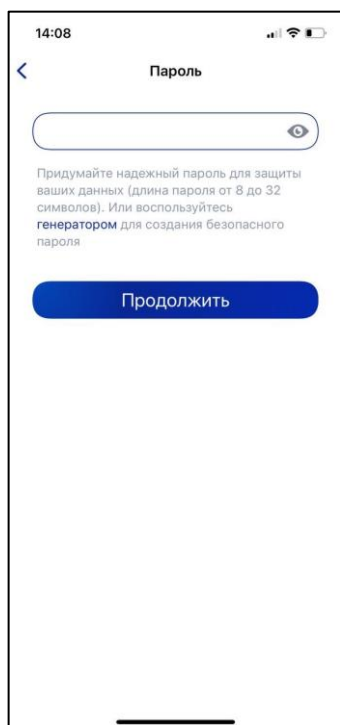 14:08
Пароль
Придумайте надежный пароль для защиты
ваших данных (длина пароля от 8 до 32
символов). Или воспользуйтесь
генератором для создания безопасного
пароля
Продолжить